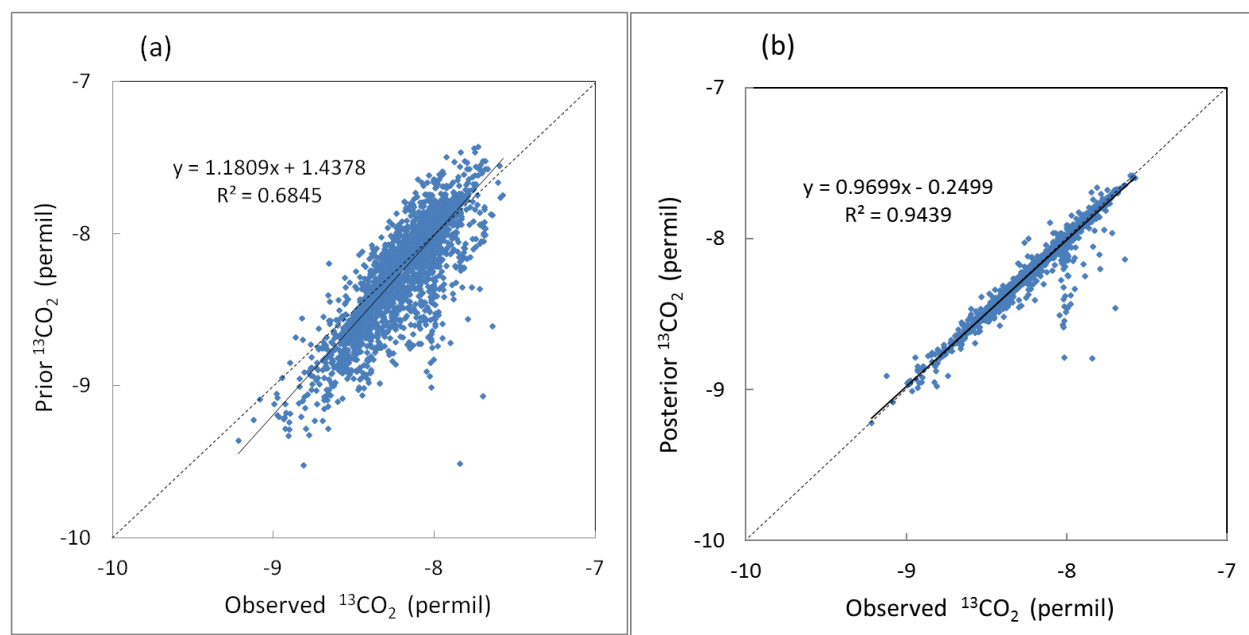 (a)
-7
y = 1.1809x + 1.4378
R² = 0.6845
-8
Prior ¹³CO₂ (permil)
-9
-10
-10 -9 -8 -7
Observed ¹³CO₂ (permil)
(b)
-7
y = 0.9699x - 0.2499
R² = 0.9439
-8
Posterior ¹³CO₂ (permil)
-9
-10
-10 -9 -8 -7
Observed ¹³CO₂ (permil)